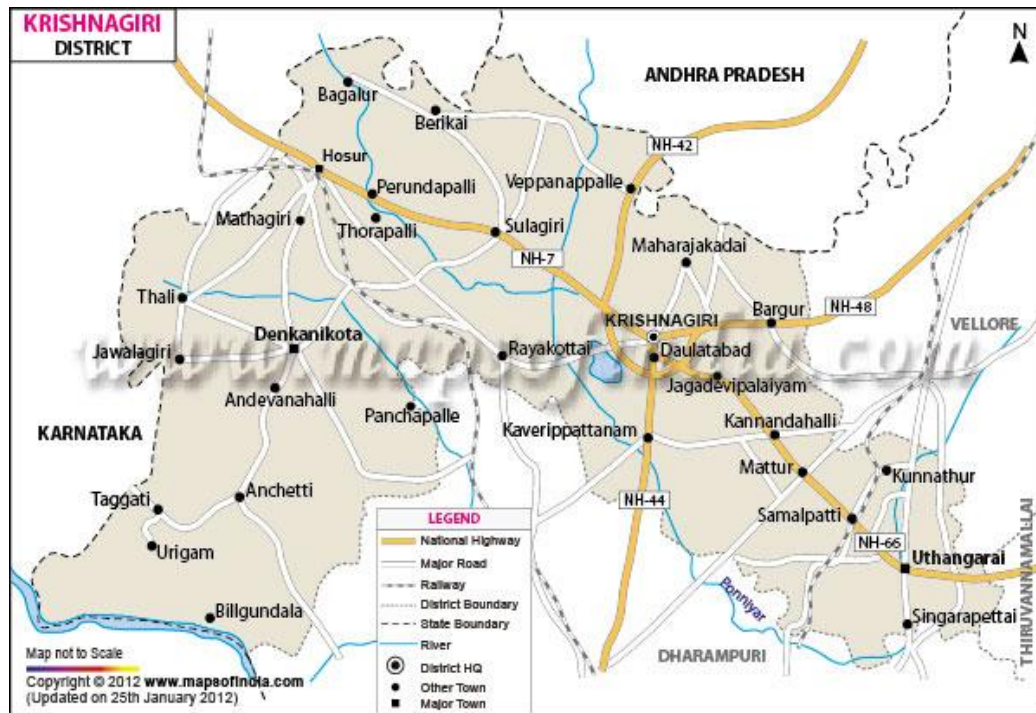 KRISHNAGIRI
DISTRICT
N
ANDHRA PRADESH
Bagalur
Berikai
NH-42
Hosur
Veppanappalle
Perundapalli
Mathagiri
Thorapalli
Sulagiri
Maharajakadai
NH-7
Thali
Bargur
NH-48
KRISHNAGIRI
VELLORE
Denkanikota
www.mapsofindia.com
Jawalagiri
Rayakottai
Daulatabad
Jagadevipalaiyam
Andevanahalli
Panchapalle
Kannandahalli
KARNATAKA
Kaverippattanam
Mattur
Kunnathur
Taggati
Anchetti
NH-44
Samalpatti
LEGEND
National Highway
Urigam
NH-66
Uthangarai
Major Road
Railway
District Boundary
Ponniyar
Billgundala
State Boundary
Singarapettai
River
THIRUVANNAMALLAI
Map not to Scale
DHARAMPURI
District HQ
Copyright © 2012 www.mapsofindia.com
Other Town
(Updated on 25th January 2012)
Major Town